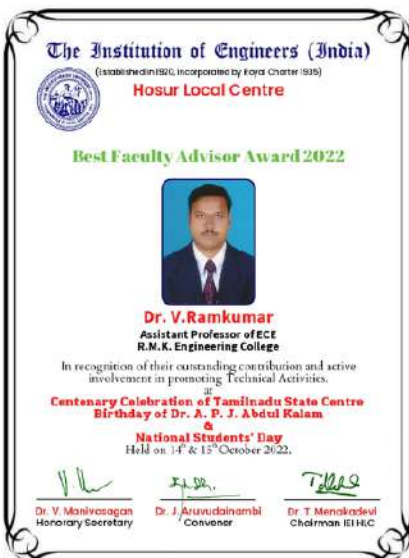 The Institution of Engineers (India)
(Established in 1920, incorporated by Royal Charter 1935)
Hosur Local Centre
Best Faculty Advisor Award 2022
Dr. V.Ramkumar
Assistant Professor of ECE
R.M.K. Engineering College
In recognition of their outstanding contribution and active
involvement in promoting Technical Activities.
at
Centenary Celebration of Tamilnadu State Centre
Birthday of Dr. A. P. J. Abdul Kalam
&
National Students' Day
Held on 14th & 15th October 2022.
Dr. V. Manivasagan
Honorary Secretary
Dr. J. Aruvudainambi
Convenor
Dr. T. Menakadevi
Chairman IEI HLC